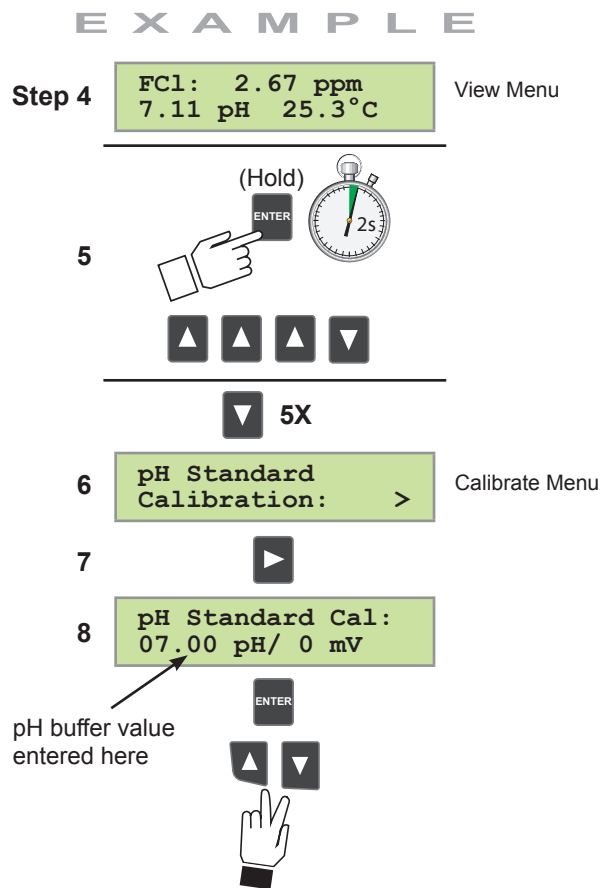 EXAMPLE
Step 4
FCl: 2.67 ppm
7.11 pH 25.3°C
View Menu
(Hold)
ENTER
2s
5
5X
6
pH Standard
Calibration: >
Calibrate Menu
7
8
pH Standard Cal:
07.00 pH/ 0 mV
ENTER
pH buffer value
entered here